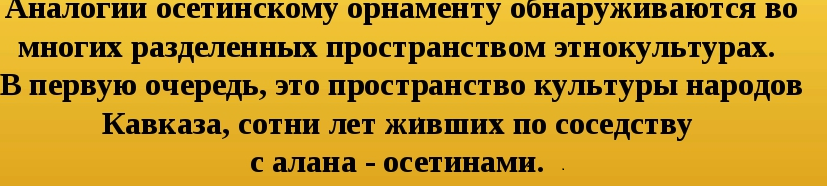 Аналогии осетинскому орнаменту обнаруживаются во
многих разделенных пространством этнокультурах.
В первую очередь, это пространство культуры народов
Кавказа, сотни лет живших по соседству
с алана - осетинами. .